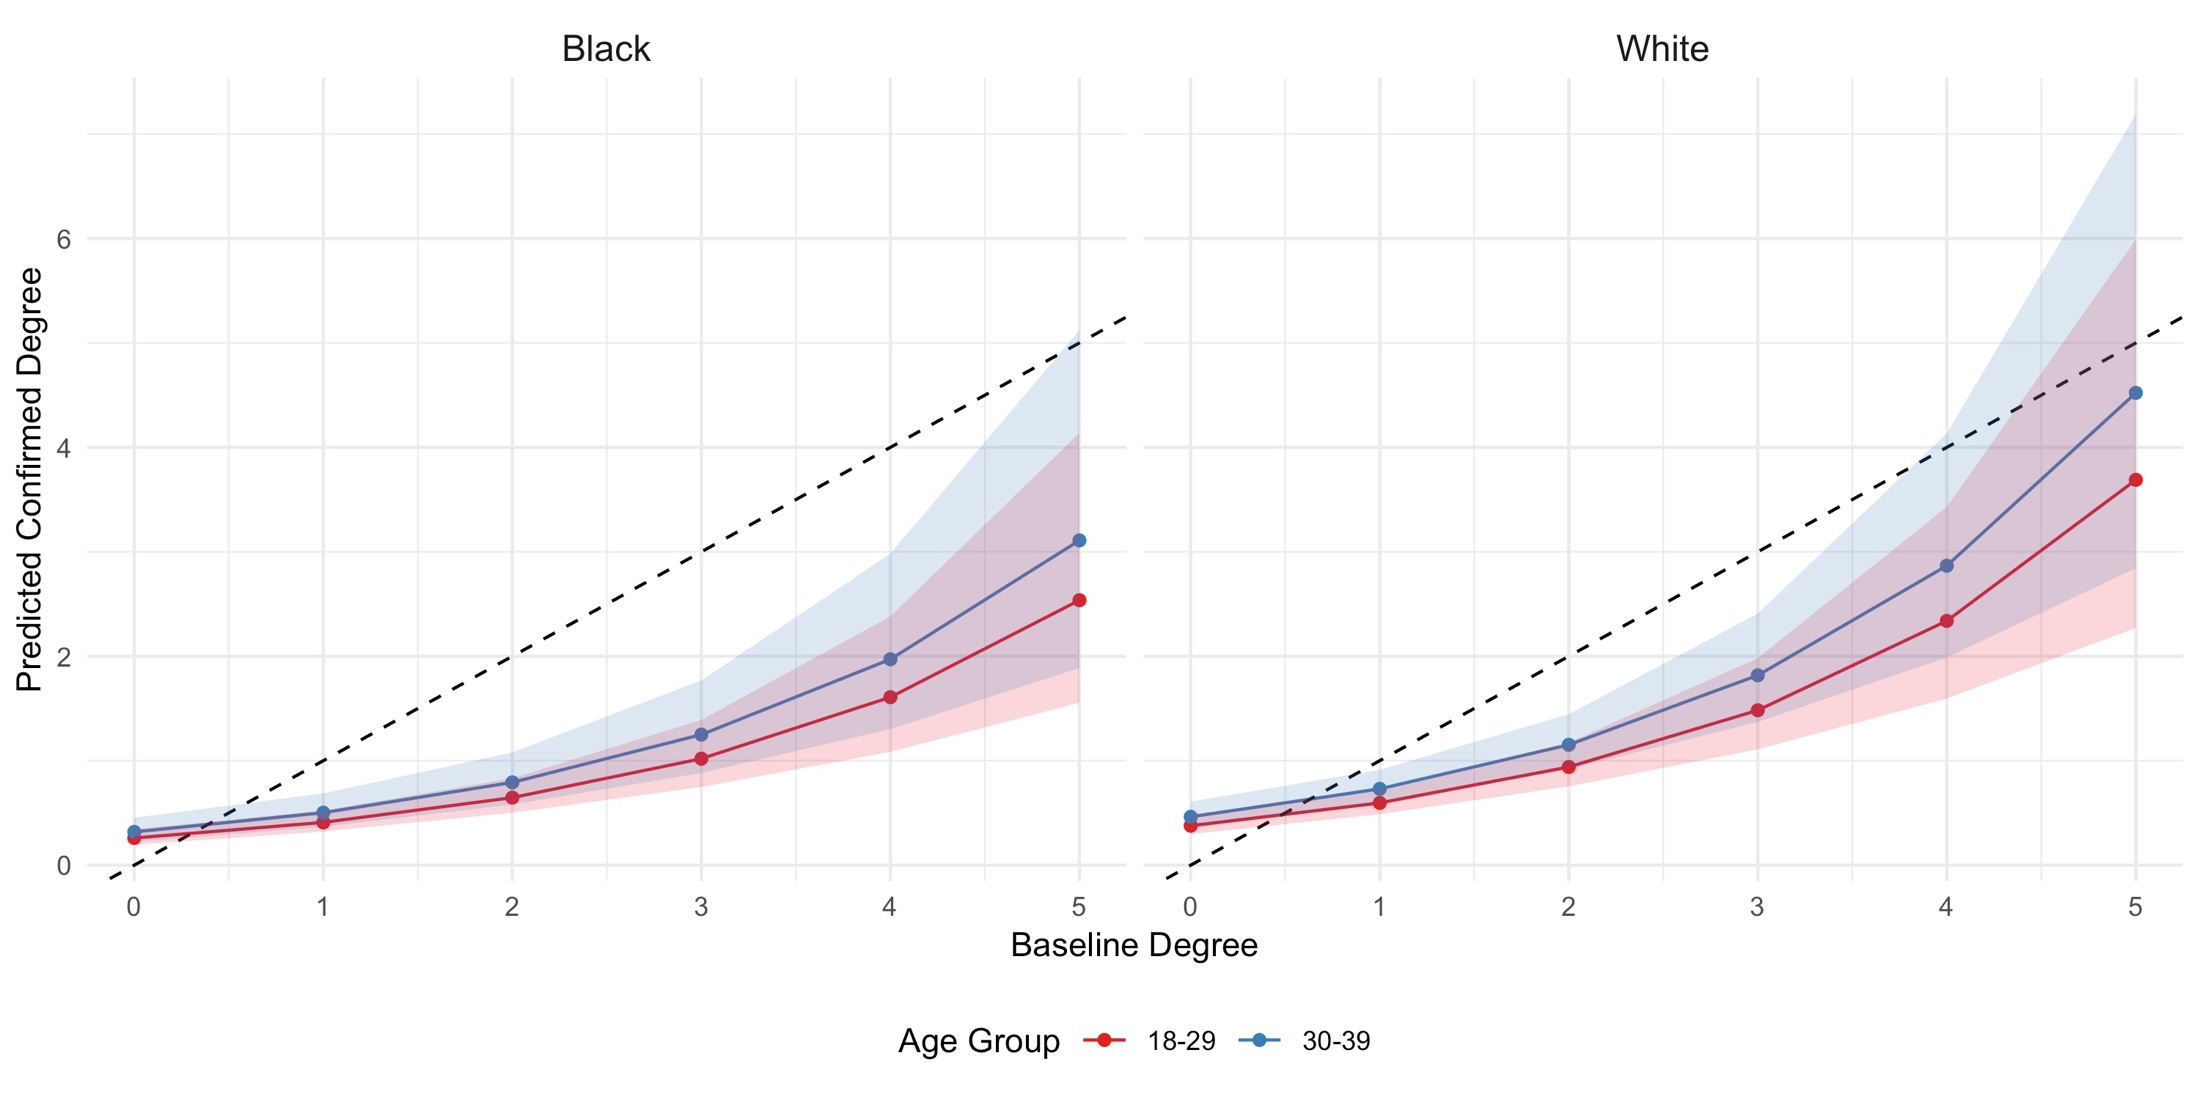 Black White
Predicted Confirmed Degree
6
4
2
0
0 1 2 3 4 5 0 1 2 3 4 5
Baseline Degree
Age Group 18-29 30-39